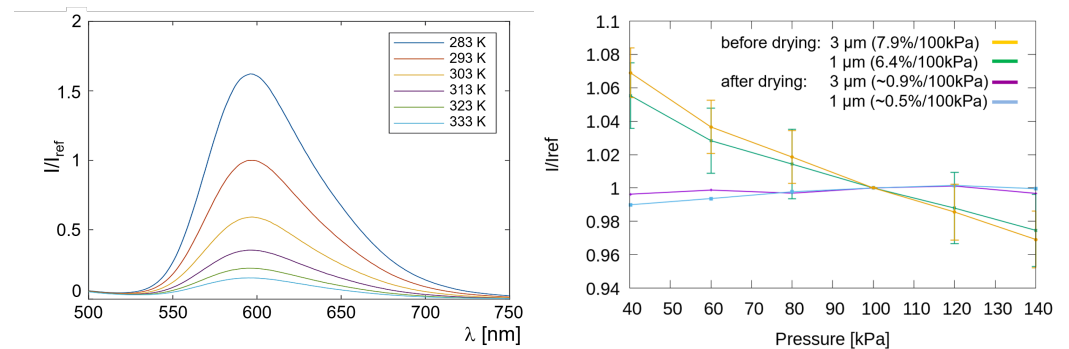 2
1.5
1
0.5
0
I/Iref
500
550
600
650
700
750
λ [nm]
283 K
293 K
303 K
313 K
323 K
333 K
1.1
1.08
1.06
1.04
1.02
1
0.98
0.96
0.94
I/Iref
before drying: 3 µm (7.9%/100kPa)
1 µm (6.4%/100kPa)
after drying: 3 µm (~0.9%/100kPa)
1 µm (~0.5%/100kPa)
40
50
60
70
80
90
100
110
120
130
140
Pressure [kPa]